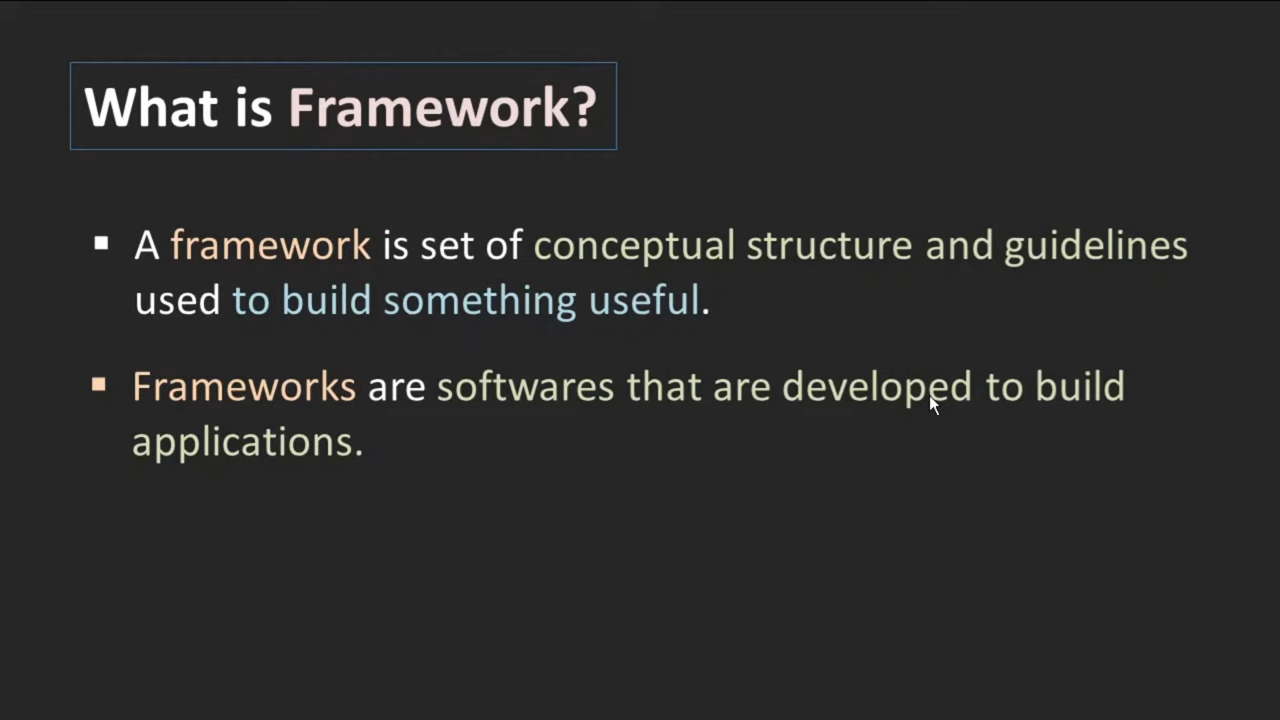 What is Framework?
▪ A framework is set of conceptual structure and guidelines
used to build something useful.
▪ Frameworks are softwares that are developed to build
applications.